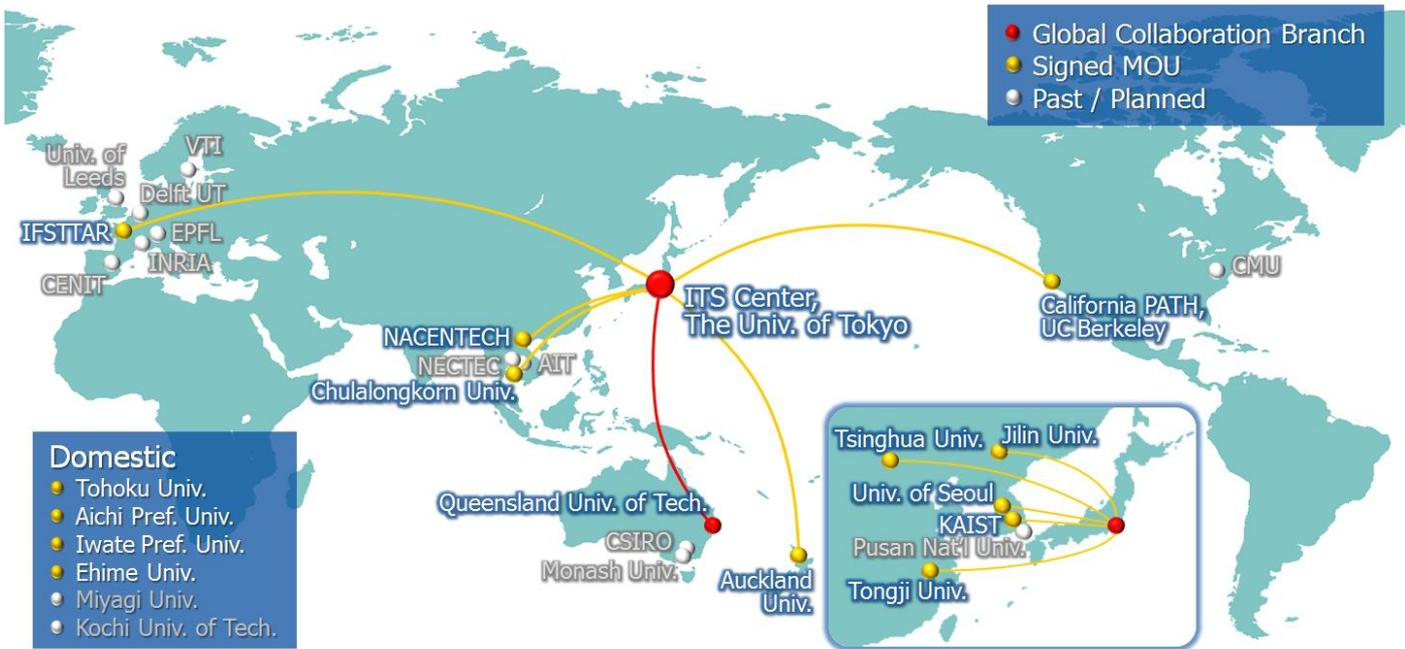 Global Collaboration Branch
Signed MOU
Past / Planned
VTI
Univ. of
Leeds
Delft UT
IFSTTAR
EPFL
INRIA
CENIT
CMU
ITS Center,
The Univ. of Tokyo
California PATH,
UC Berkeley
NACENTECH
NECTEC
AIT
Chulalongkorn Univ.
Queensland Univ. of Tech.
CSIRO
Monash Univ.
Auckland
Univ.
Tsinghua Univ.
Jilin Univ.
Univ. of Seoul
KAIST
Pusan Nat'l Univ.
Tongji Univ.
Domestic
Tohoku Univ.
Aichi Pref. Univ.
Iwate Pref. Univ.
Ehime Univ.
Miyagi Univ.
Kochi Univ. of Tech.